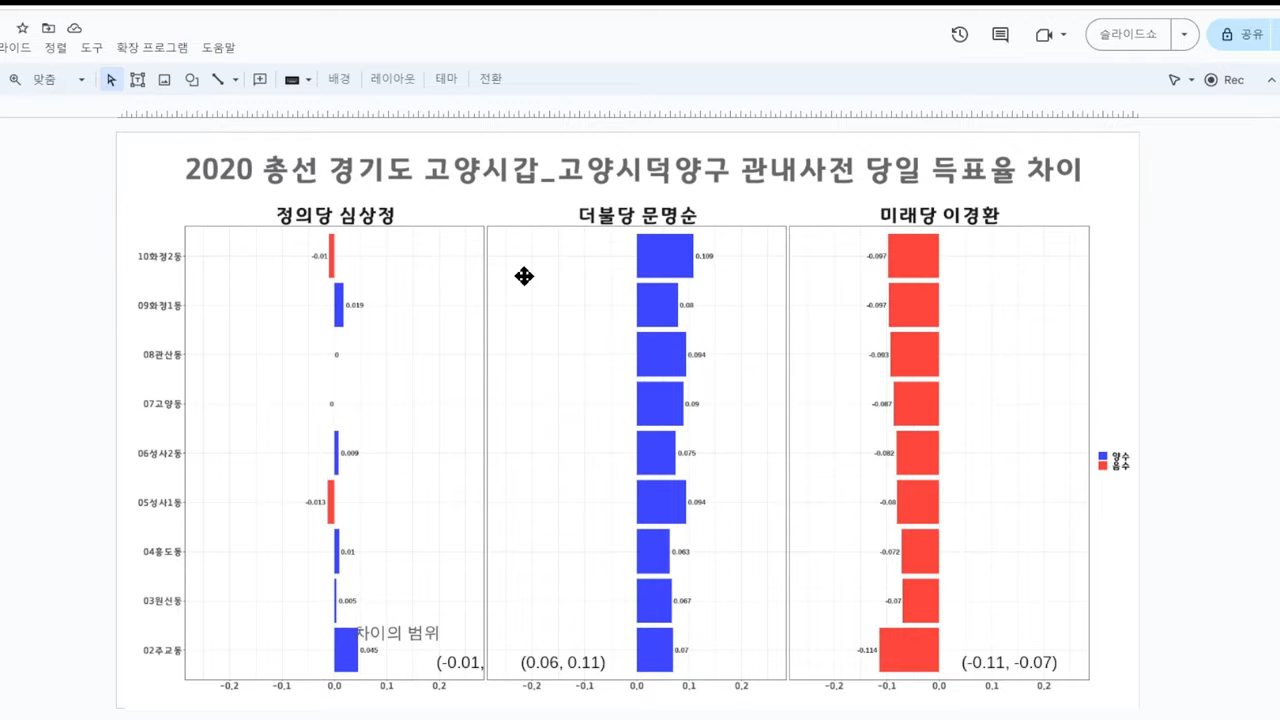 라이드 정렬 도구 확장 프로그램 도움말
슬라이드쇼
공유
맞춤
배경 레이아웃 테마 전환
Rec
2020 총선 경기도 고양시갑_고양시덕양구 관내사전 당일 득표율 차이
정의당 심상정
더불당 문명순
미래당 이경환
10화정2동 -0.01 0.109 -0.097
09화정1동 0.019 0.08 -0.097
08관산동 0 0.094 -0.093
07고양동 0 0.09 -0.087
06성사2동 0.009 0.075 -0.082
05성사1동 -0.013 0.094 -0.08
04흥도동 0.01 0.063 -0.072
03원신동 0.005 0.067 -0.07
차이의 범위
02주교동 0.045 0.07 -0.114
(-0.01, (0.06, 0.11) (-0.11, -0.07)
-0.2 -0.1 0.0 0.1 0.2
-0.2 -0.1 0.0 0.1 0.2
-0.2 -0.1 0.0 0.1 0.2
양수
음수